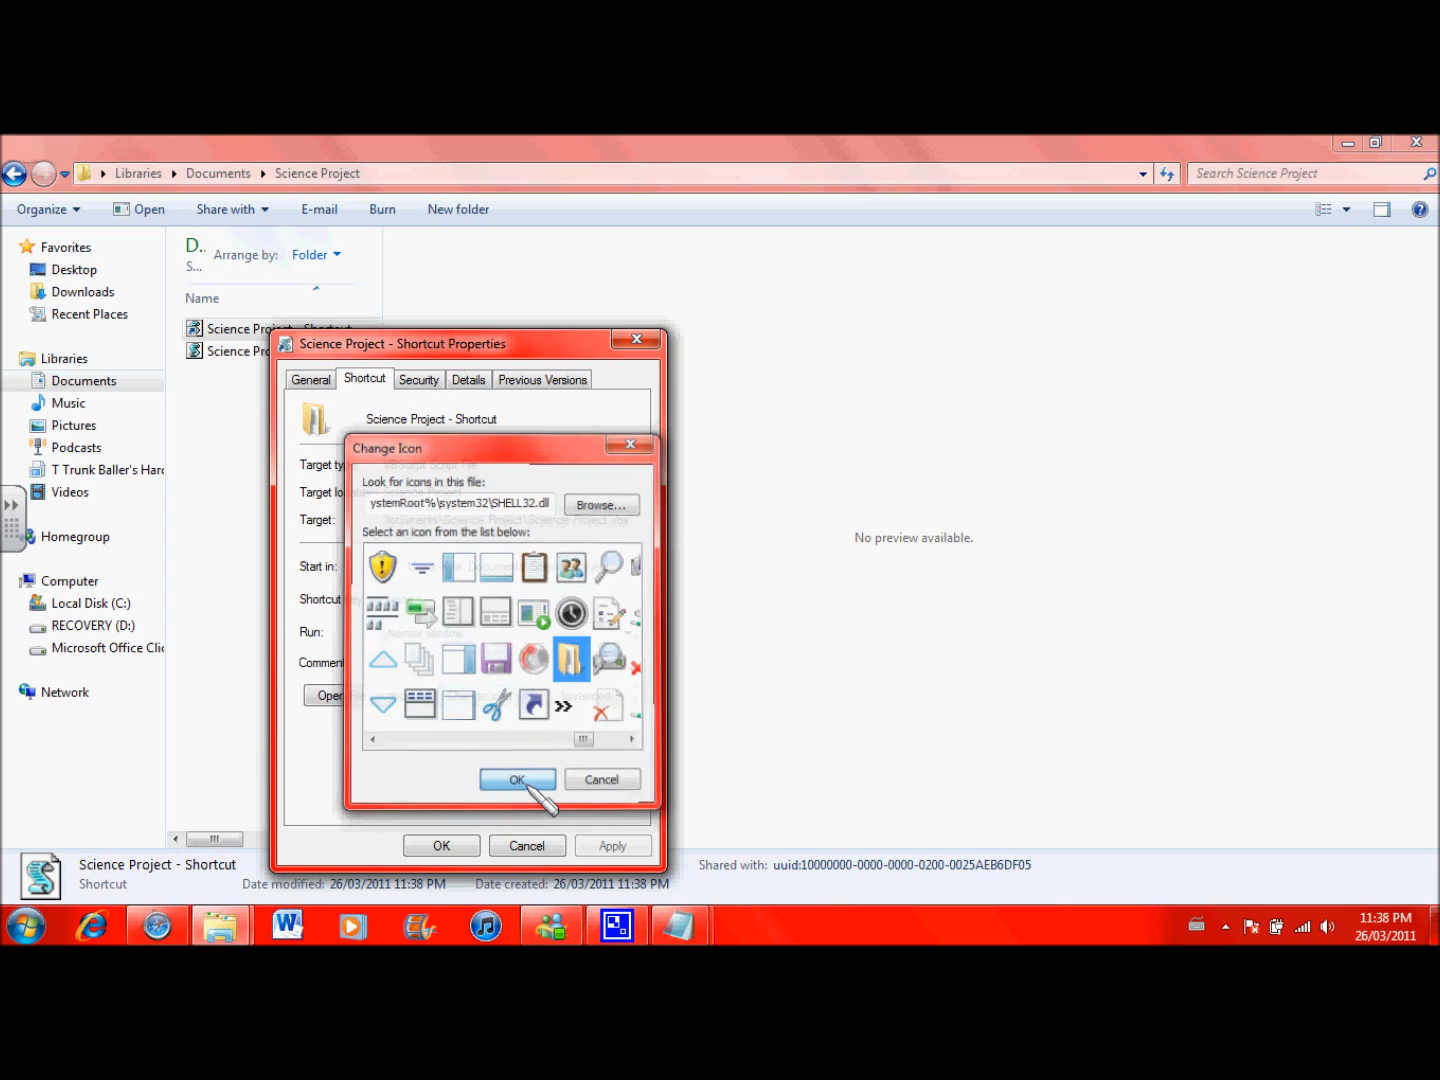 Libraries Documents Science Project
Search Science Project
Organize Open Share with E-mail Burn New folder
Favorites
Desktop
Downloads
Recent Places
Libraries
Documents
Music
Pictures
Podcasts
T Trunk Baller's Hard
Videos
Homegroup
Computer
Local Disk (C:)
RECOVERY (D:)
Microsoft Office Clic
Network
D..
S...
Arrange by: Folder
Name
Science Project - Shortcut
Science Pro
No preview available.
Science Project - Shortcut Properties
General Shortcut Security Details Previous Versions
Science Project - Shortcut
Target ty
Target lo
Target:
Start in:
Shortcut
Run:
Commen
Open
Change Icon
Look for icons in this file:
ystemRoot%\system32\SHELL32.dll
Browse...
Select an icon from the list below:
OK Cancel
OK Cancel Apply
Science Project - Shortcut
Shortcut
Date modified: 26/03/2011 11:38 PM
Date created: 26/03/2011 11:38 PM
Shared with: uuid:10000000-0000-0000-0200-0025AEB6DF05
11:38 PM
26/03/2011